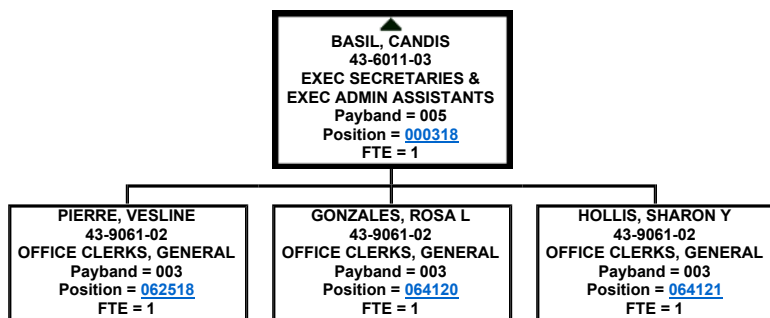 BASIL, CANDIS
43-6011-03
EXEC SECRETARIES &
EXEC ADMIN ASSISTANTS
Payband = 005
Position = 000318
FTE = 1
PIERRE, VESLINE
43-9061-02
OFFICE CLERKS, GENERAL
Payband = 003
Position = 062518
FTE = 1
GONZALES, ROSA L
43-9061-02
OFFICE CLERKS, GENERAL
Payband = 003
Position = 064120
FTE = 1
HOLLIS, SHARON Y
43-9061-02
OFFICE CLERKS, GENERAL
Payband = 003
Position = 064121
FTE = 1